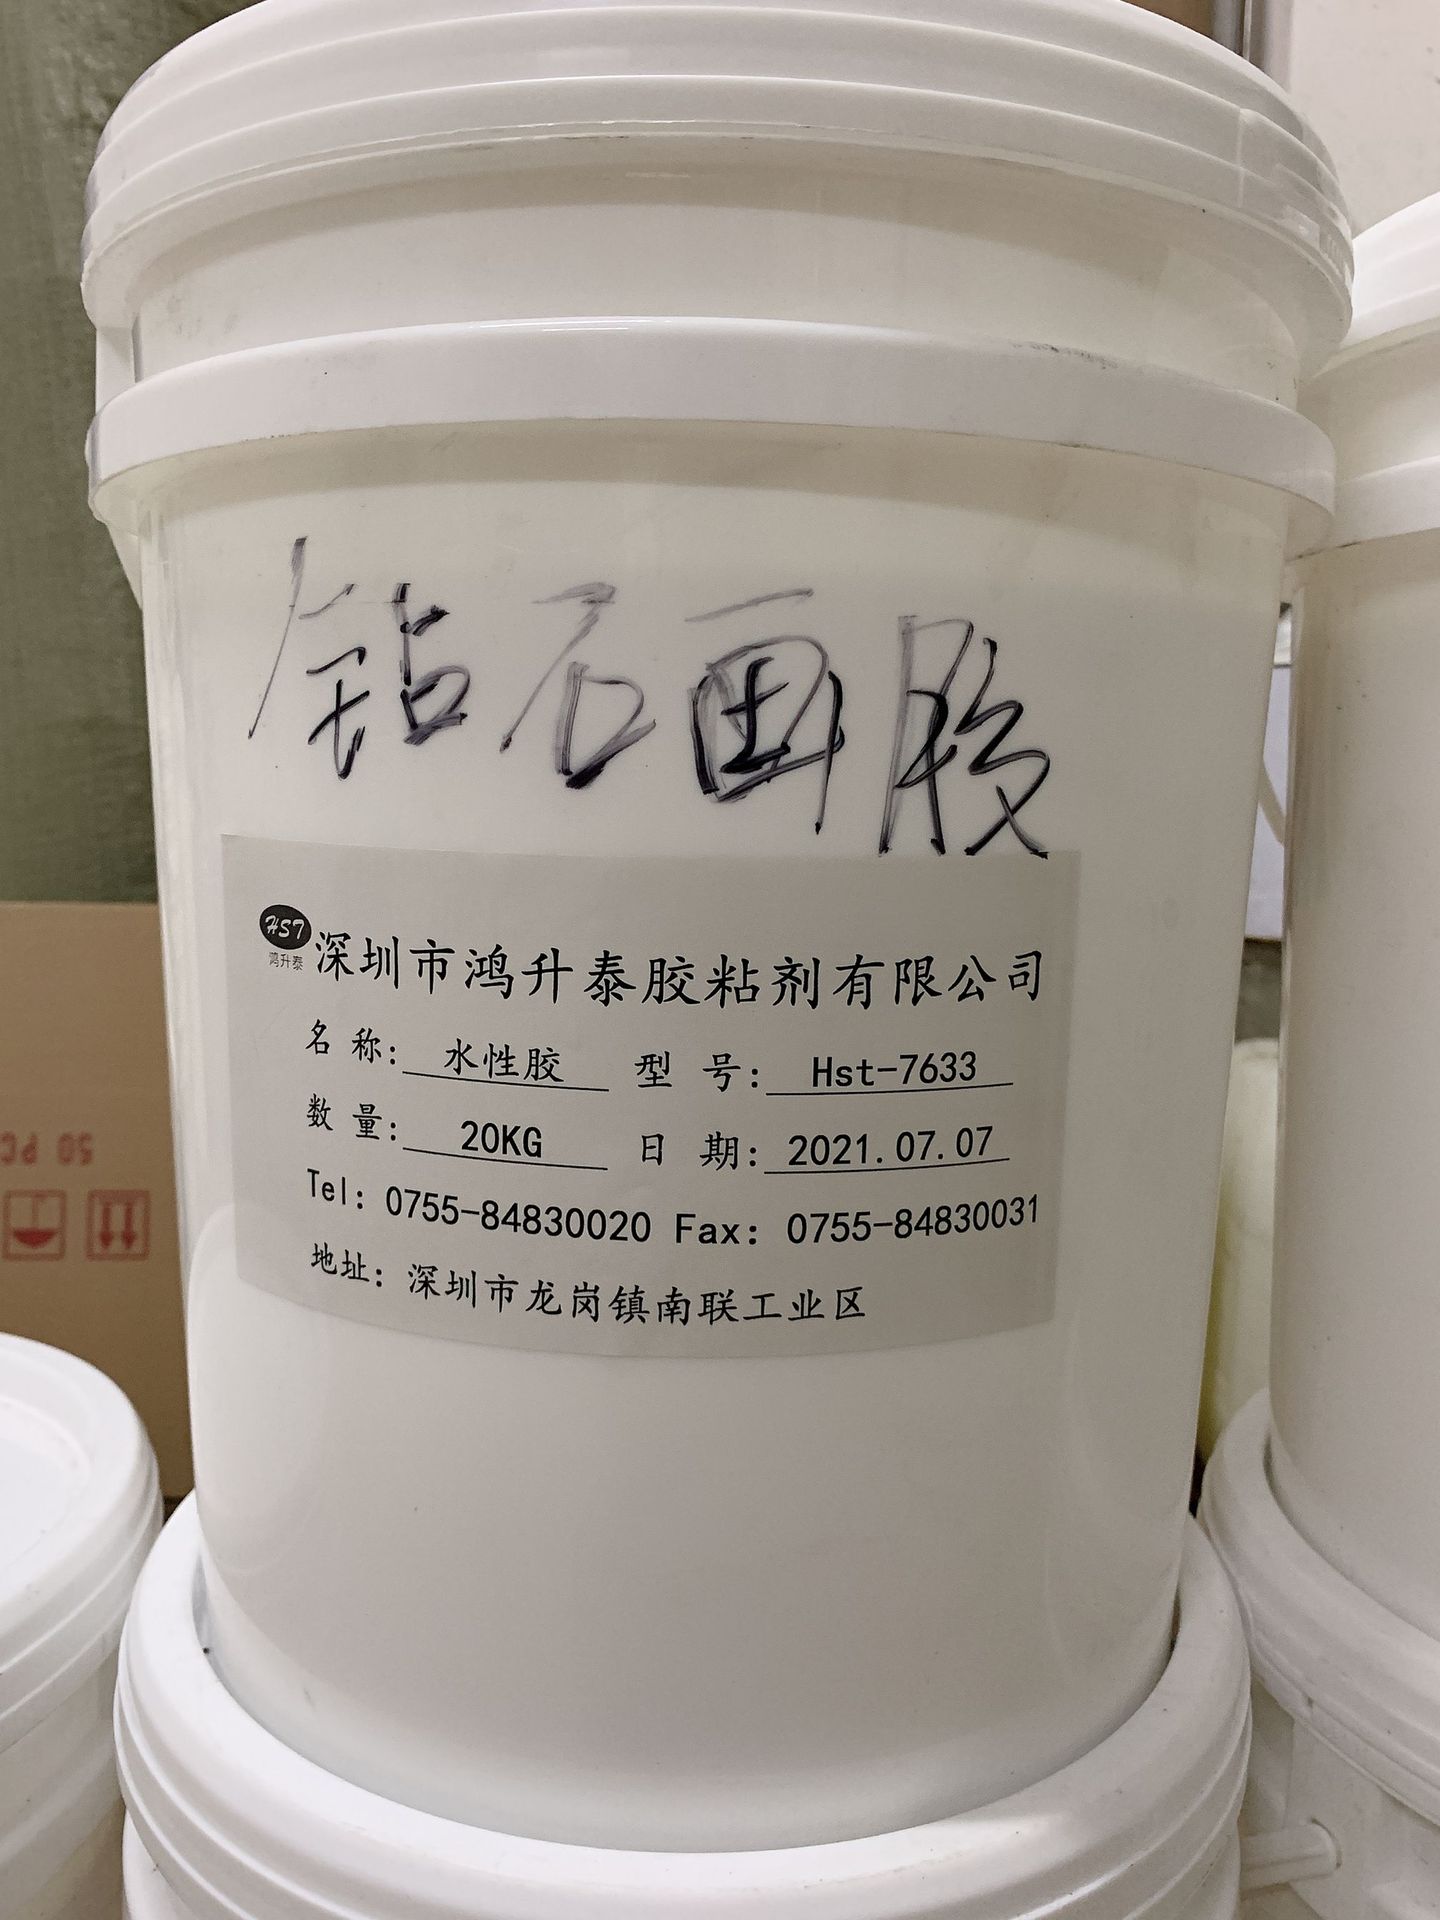 钻石画胶
HST
鸿升泰
深圳市鸿升泰胶粘剂有限公司
名 称: 水性胶 型 号: Hst-7633
数 量: 20KG 日 期: 2021.07.07
Tel: 0755-84830020 Fax: 0755-84830031
地址: 深圳市龙岗镇南联工业区
50 PC